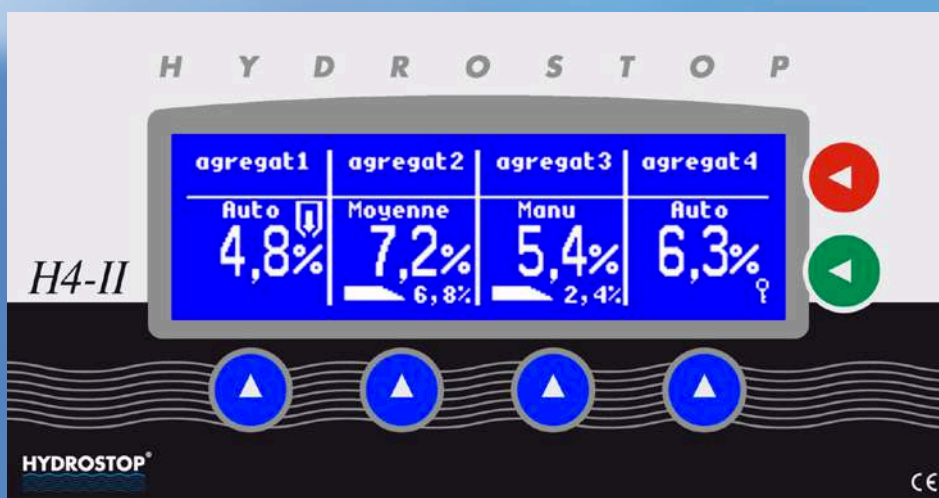 H Y D R O S T O P
agregat1 agregat2 agregat3 agregat4
Auto Moyenne Manu Auto
4,8% 7,2% 5,4% 6,3%
6,8% 2,4%
H4-II
HYDROSTOP®
CE